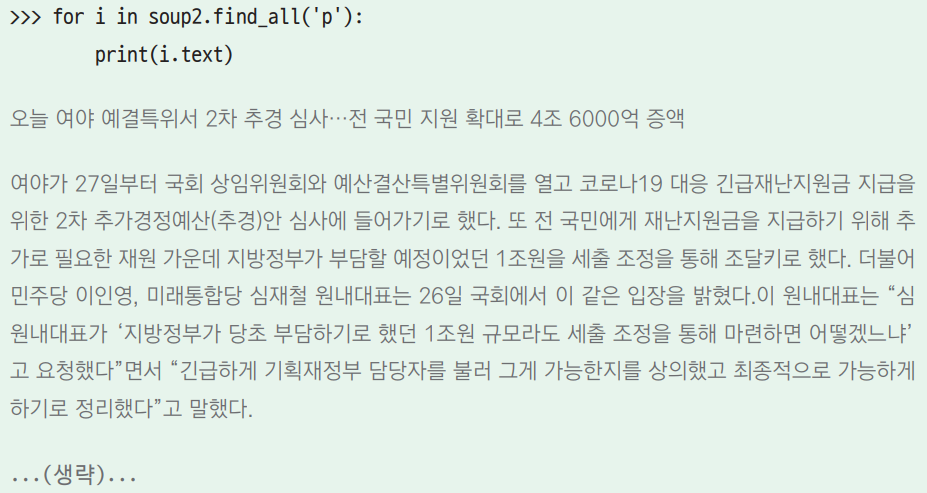 >>> for i in soup2.find_all('p'):
        print(i.text)
오늘 여야 예결특위서 2차 추경 심사…전 국민 지원 확대로 4조 6000억 증액
여야가 27일부터 국회 상임위원회와 예산결산특별위원회를 열고 코로나19 대응 긴급재난지원금 지급을
위한 2차 추가경정예산(추경)안 심사에 들어가기로 했다. 또 전 국민에게 재난지원금을 지급하기 위해 추
가로 필요한 재원 가운데 지방정부가 부담할 예정이었던 1조원을 세출 조정을 통해 조달키로 했다. 더불어
민주당 이인영, 미래통합당 심재철 원내대표는 26일 국회에서 이 같은 입장을 밝혔다.이 원내대표는 “심
원내대표가 ‘지방정부가 당초 부담하기로 했던 1조원 규모라도 세출 조정을 통해 마련하면 어떻겠느냐’
고 요청했다”면서 “긴급하게 기획재정부 담당자를 불러 그게 가능한지를 상의했고 최종적으로 가능하게
하기로 정리했다”고 말했다.
...(생략)...